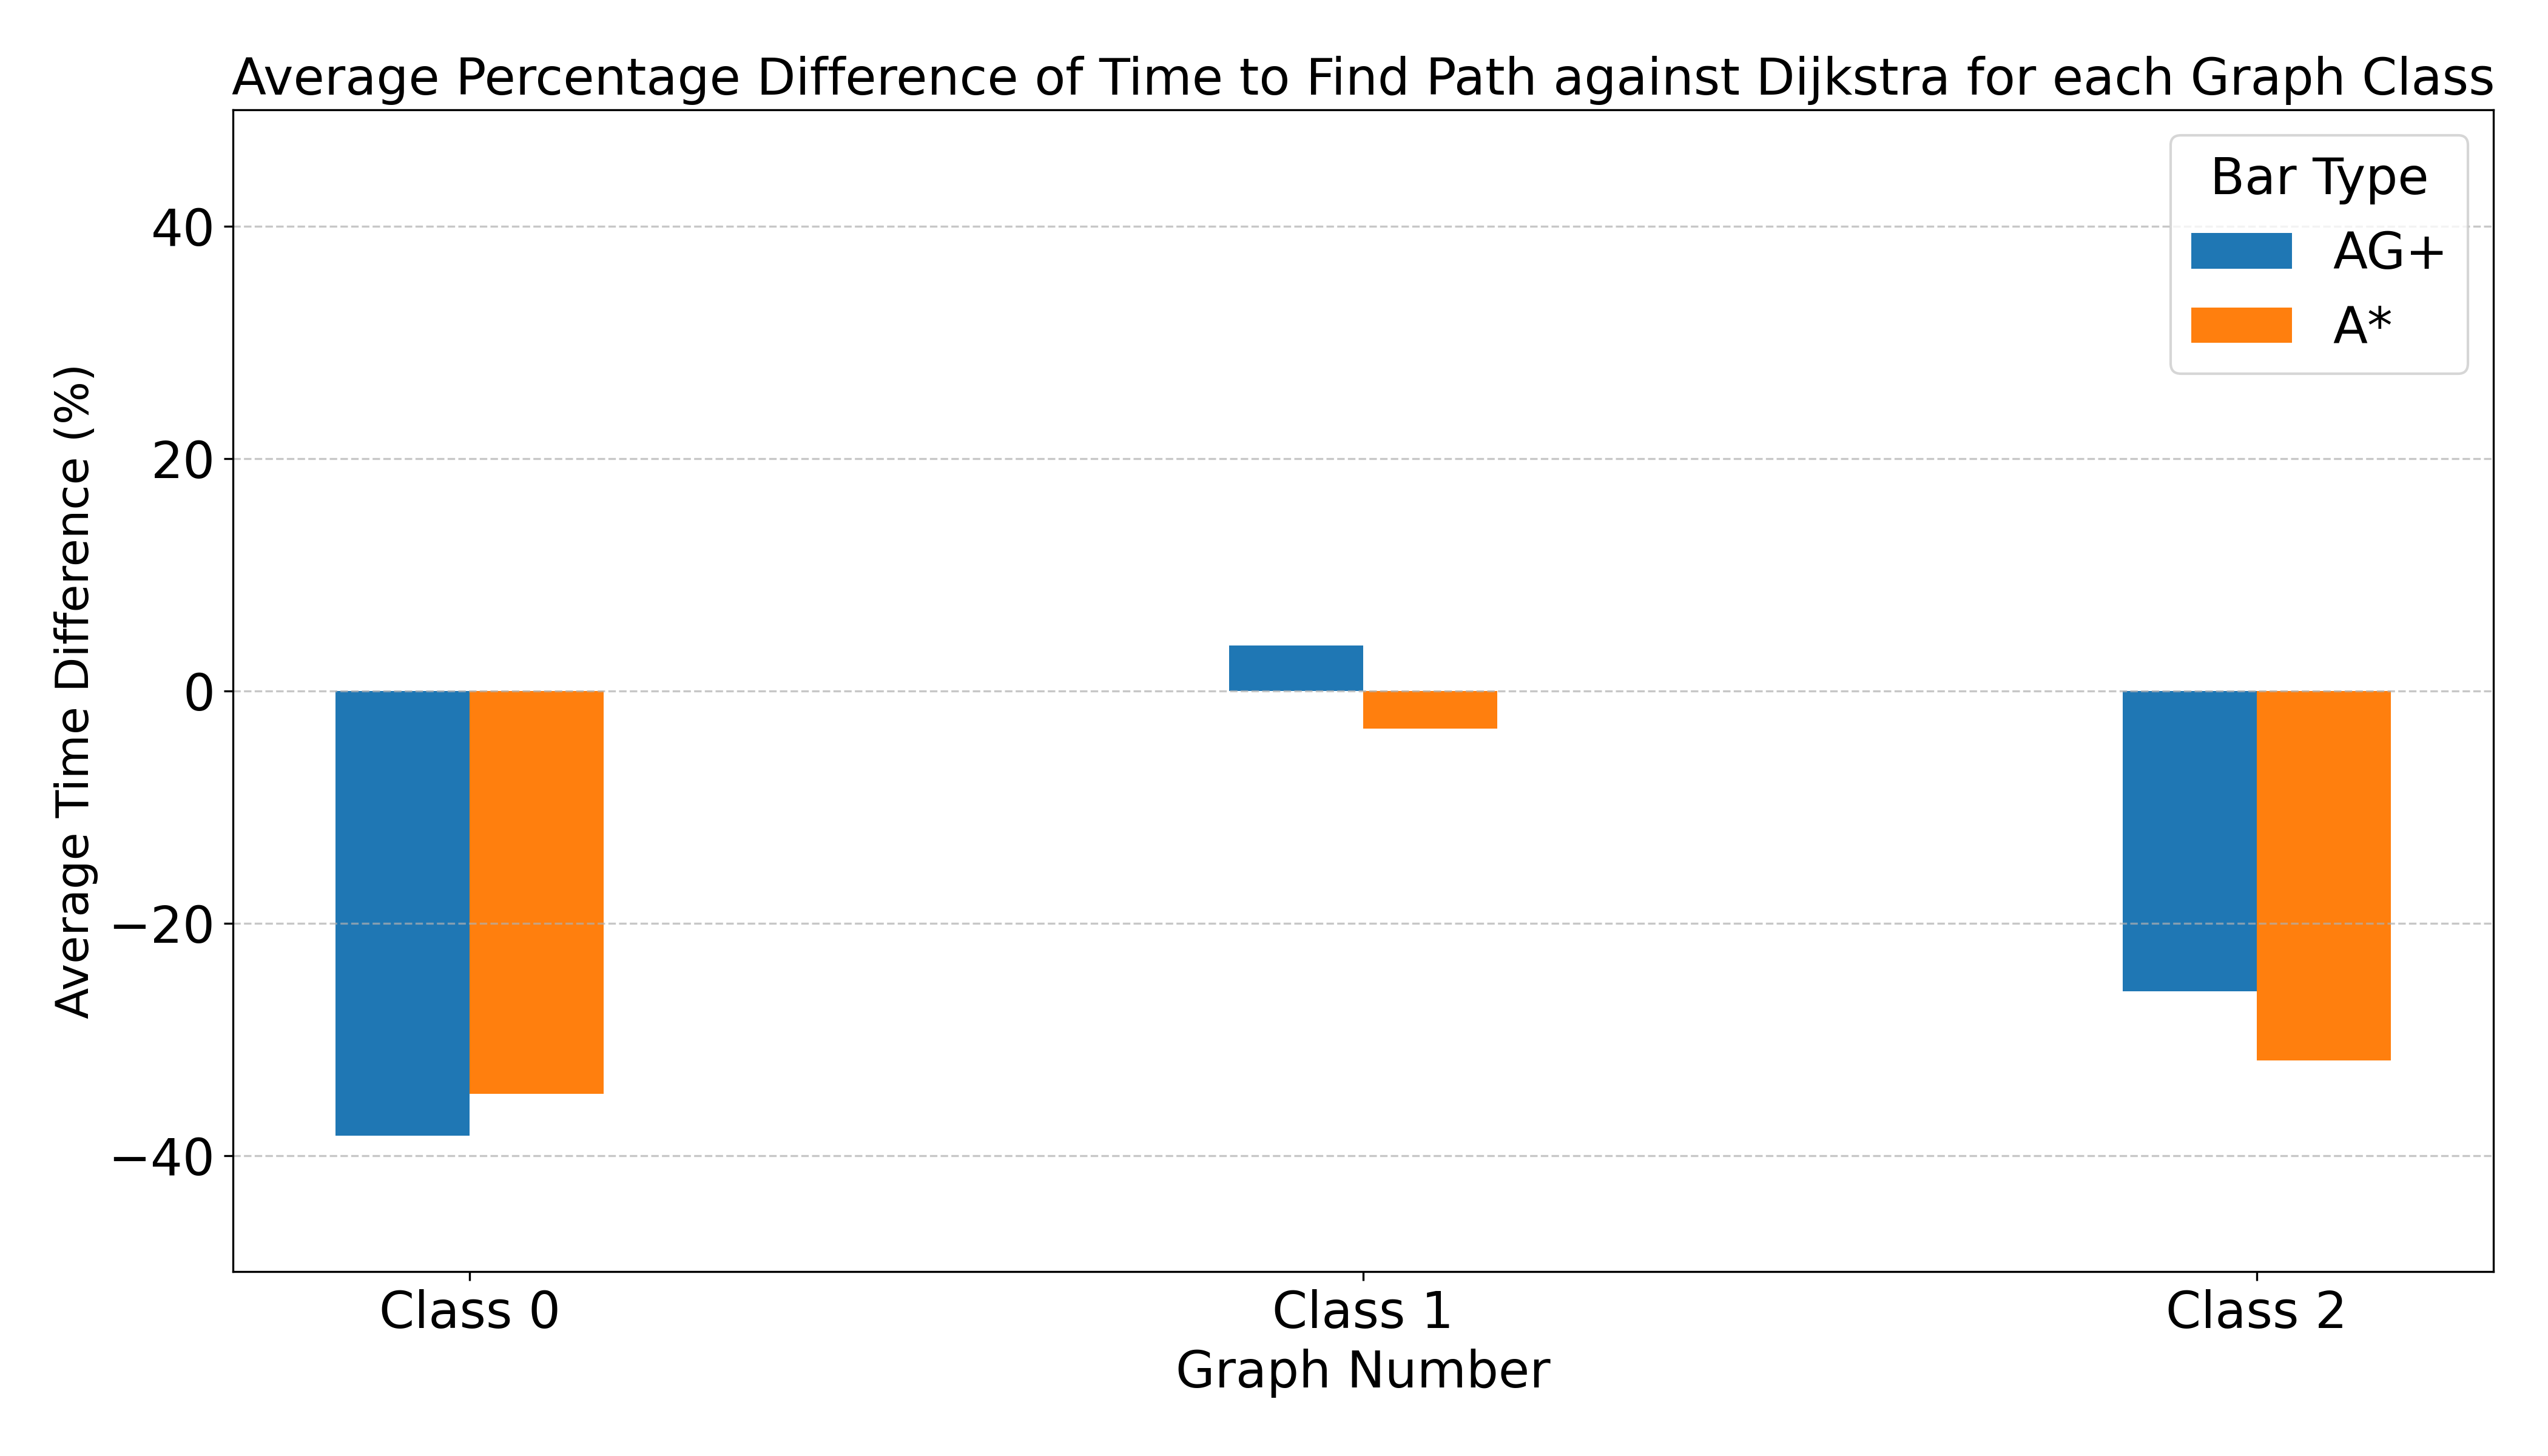 Average Percentage Difference of Time to Find Path against Dijkstra for each Graph Class
Average Time Difference (%)
40
20
0
−20
−40
Bar Type
AG+
A*
Class 0
Class 1
Class 2
Graph Number